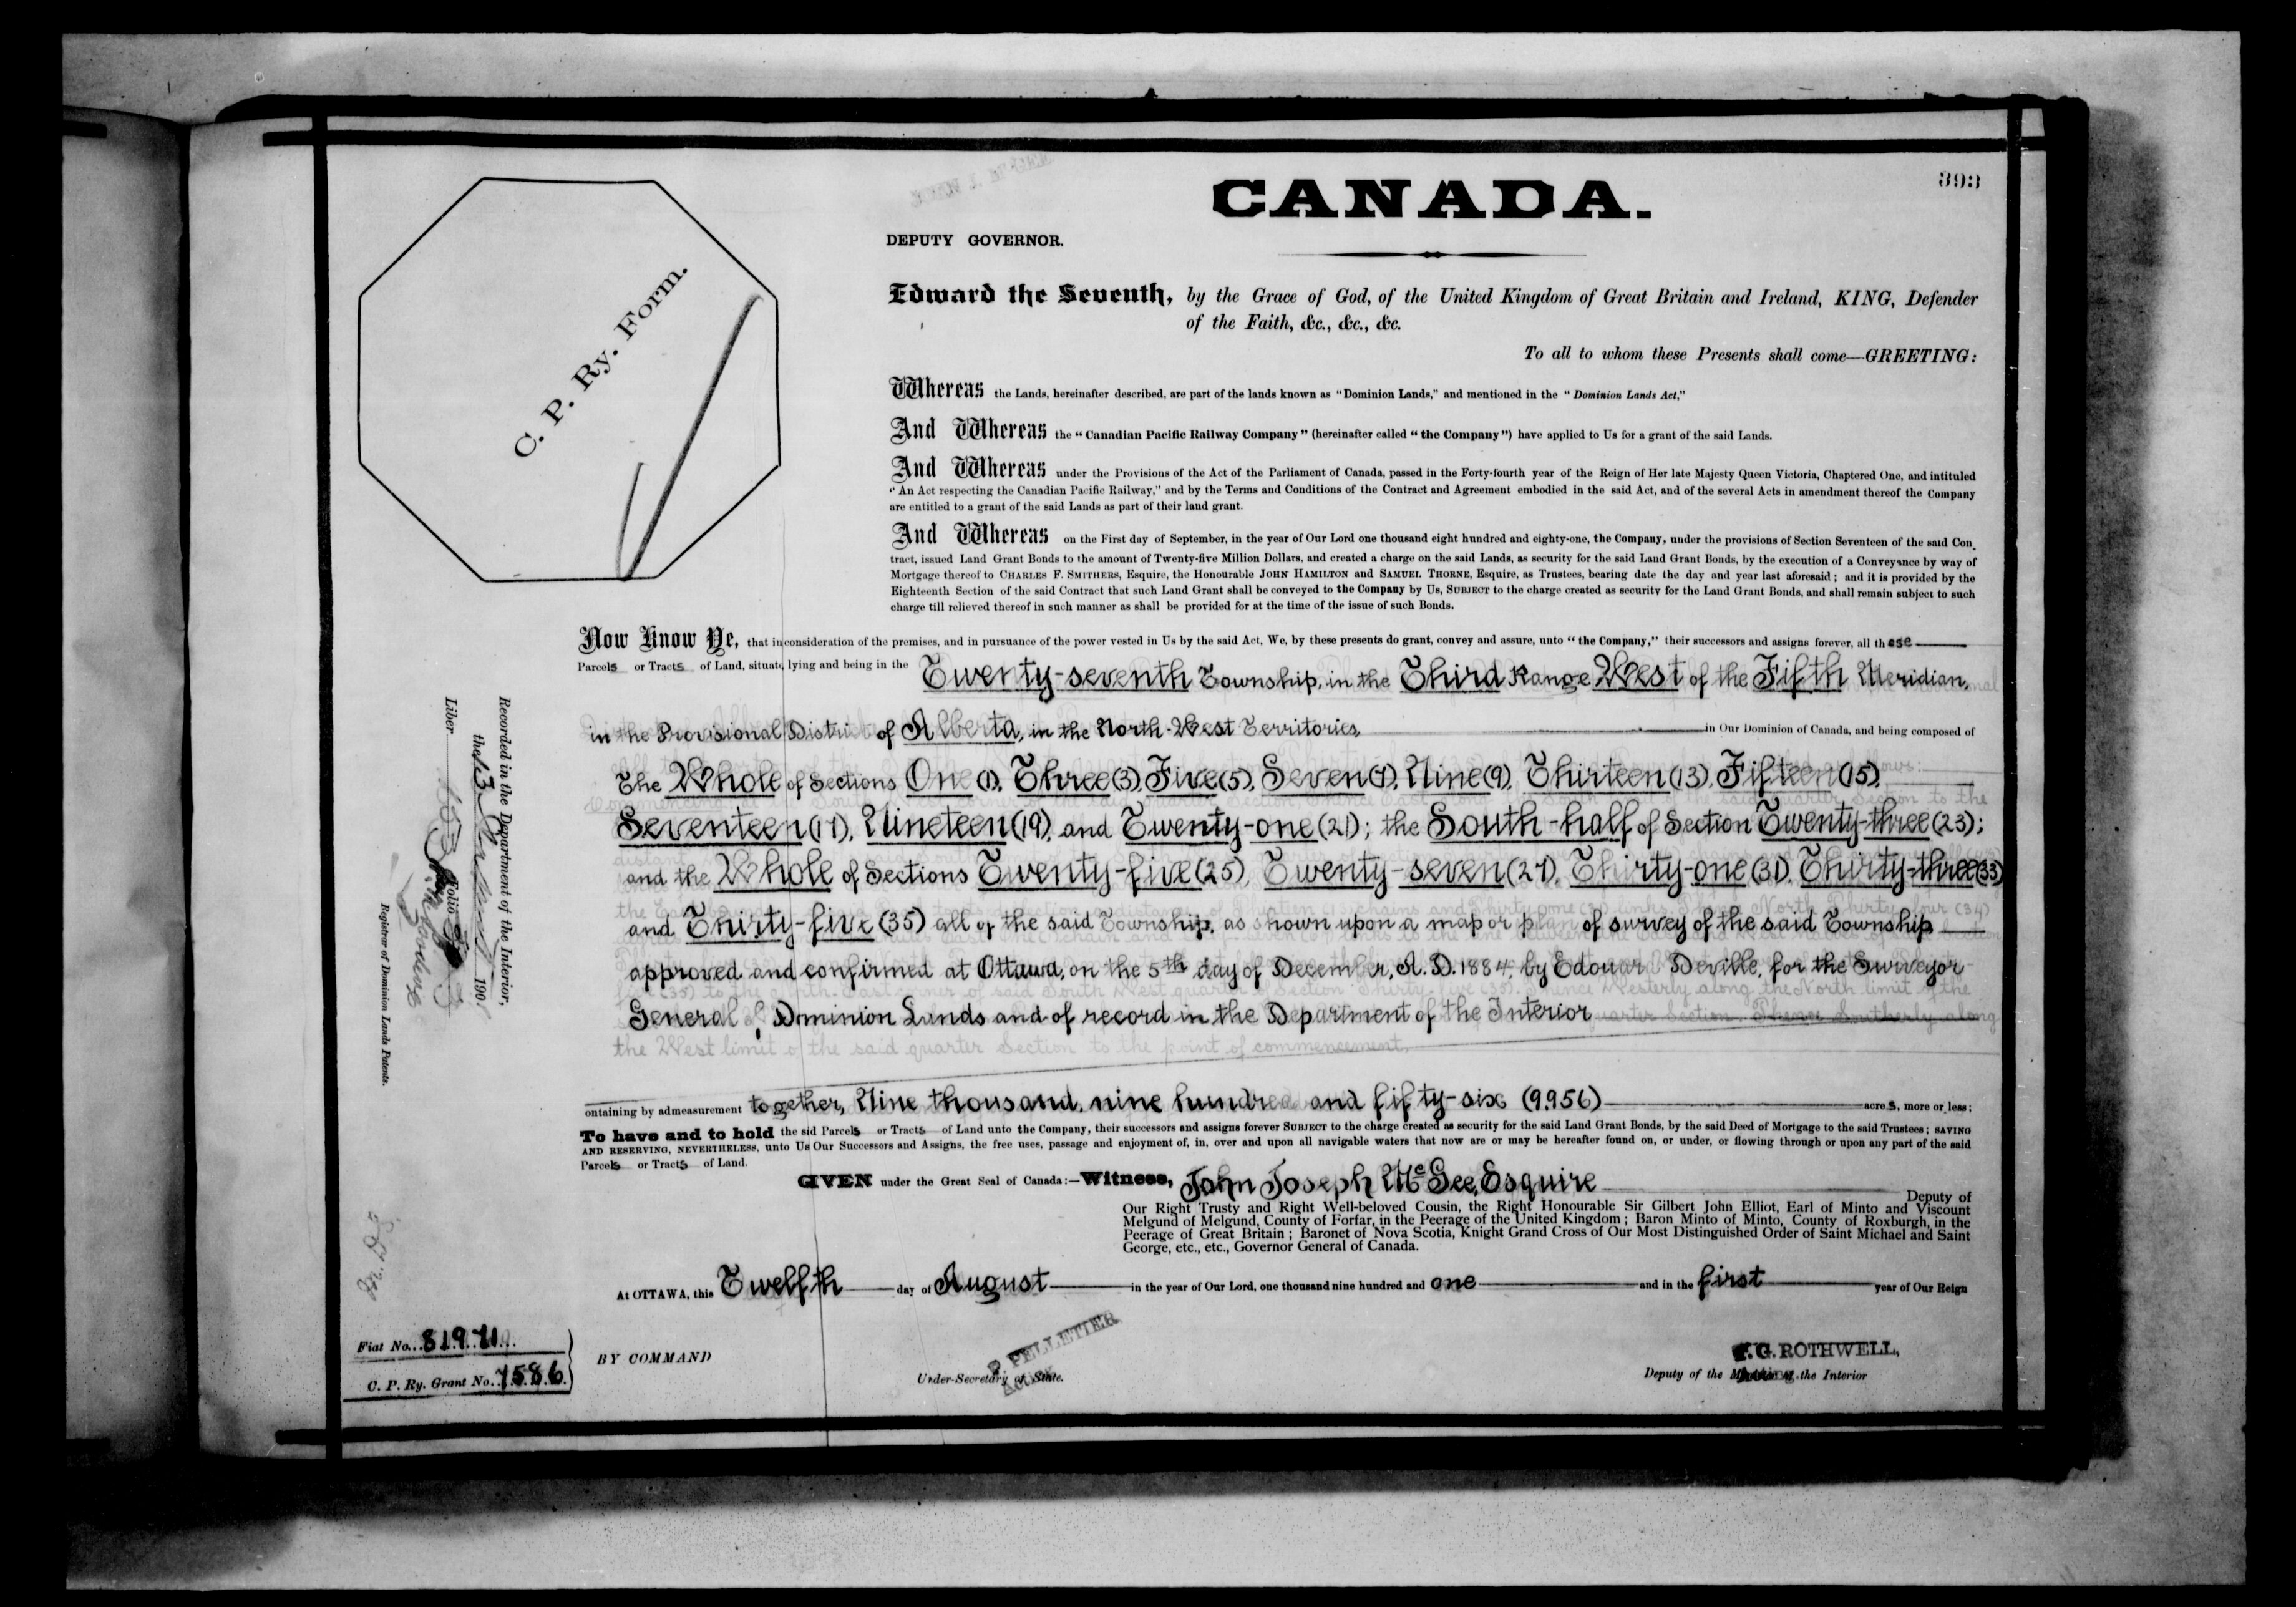 393
CANADA.
DEPUTY GOVERNOR.
C. P. Ry. Form.
Edward the Seventh, by the Grace of God, of the United Kingdom of Great Britain and Ireland, KING, Defender
of the Faith, &c., &c., &c.
To all to whom these Presents shall come—GREETING:
Whereas the Lands, hereinafter described, are part of the lands known as "Dominion Lands," and mentioned in the "Dominion Lands Act,"
And Whereas the "Canadian Pacific Railway Company" (hereinafter called "the Company") have applied to Us for a grant of the said Lands.
And Whereas under the Provisions of the Act of the Parliament of Canada, passed in the Forty-fourth year of the Reign of Her late Majesty Queen Victoria, Chaptered One, and intituled
"An Act respecting the Canadian Pacific Railway," and by the Terms and Conditions of the Contract and Agreement embodied in the said Act, and of the several Acts in amendment thereof the Company
are entitled to a grant of the said Lands as part of their land grant.
And Whereas on the First day of September, in the year of Our Lord one thousand eight hundred and eighty-one, the Company, under the provisions of Section Seventeen of the said Con-
tract, issued Land Grant Bonds to the amount of Twenty-five Million Dollars, and created a charge on the said Lands, as security for the said Land Grant Bonds, by the execution of a Conveyance by way of
Mortgage thereof to CHARLES F. SMITHERS, Esquire, the Honourable JOHN HAMILTON and SAMUEL THORNE, Esquire, as Trustees, bearing date the day and year last aforesaid; and it is provided by the
Eighteenth Section of the said Contract that such Land Grant shall be conveyed to the Company by Us, SUBJECT to the charge created as security for the Land Grant Bonds, and shall remain subject to such
charge till relieved thereof in such manner as shall be provided for at the time of the issue of such Bonds.
Now Know Ye, that in consideration of the premises, and in pursuance of the power vested in Us by the said Act, We, by these presents do grant, convey and assure, unto "the Company," their successors and assigns forever, all these
Parcels or Tracts of Land, situate, lying and being in the Twenty-seventh Township, in the Third Range West of the Fifth Meridian,
in the Provisional District of Alberta, in the North-West Territories, in Our Dominion of Canada, and being composed of
The Whole of Sections One (1), Three (3), Five (5), Seven (7), Nine (9), Thirteen (13), Fifteen (15),
Seventeen (17), Nineteen (19), and Twenty-one (21); the South-half of Section Twenty-three (23);
and the Whole of Sections Twenty-five (25), Twenty-seven (27), Thirty-one (31), Thirty-three (33)
and Thirty-five (35) all of the said Township, as shown upon a map or plan of survey of the said Township
approved and confirmed at Ottawa, on the 5th day of December, A. D. 1884, by Edouard Deville, for the Surveyor
General of Dominion Lands and of record in the Department of the Interior
the West limit of the said quarter Section to the point of commencement.
ontaining by admeasurement together, Nine thousand, nine hundred and fifty-six (9.956) acres, more or less;
To have and to hold the sid Parcels or Tracts of Land unto the Company, their successors and assigns forever SUBJECT to the charge created as security for the said Land Grant Bonds, by the said Deed of Mortgage to the said Trustees; SAVING
AND RESERVING, NEVERTHELESS, unto Us Our Successors and Assigns, the free uses, passage and enjoyment of, in, over and upon all navigable waters that now are or may be hereafter found on, or under, or flowing through or upon any part of the said
Parcels or Tracts of Land.
GIVEN under the Great Seal of Canada:—Witness, John Joseph McGee, Esquire Deputy of
Our Right Trusty and Right Well-beloved Cousin, the Right Honourable Sir Gilbert John Elliot, Earl of Minto and Viscount
Melgund of Melgund, County of Forfar, in the Peerage of the United Kingdom; Baron Minto of Minto, County of Roxburgh, in the
Peerage of Great Britain; Baronet of Nova Scotia, Knight Grand Cross of Our Most Distinguished Order of Saint Michael and Saint
George, etc., etc., Governor General of Canada.
At OTTAWA, this Twelfth day of August in the year of Our Lord, one thousand nine hundred and one and in the first year of Our Reign
BY COMMAND
P. PELLETIER
Acting
Under-Secretary of State.
P. G. ROTHWELL,
Acting
Deputy of the Minister of the Interior
Recorded in the Department of the Interior,
the 13 190
Liber Folio
Registrar of Dominion Lands Patents.
Fiat No. 81971
C. P. Ry. Grant No. 7586